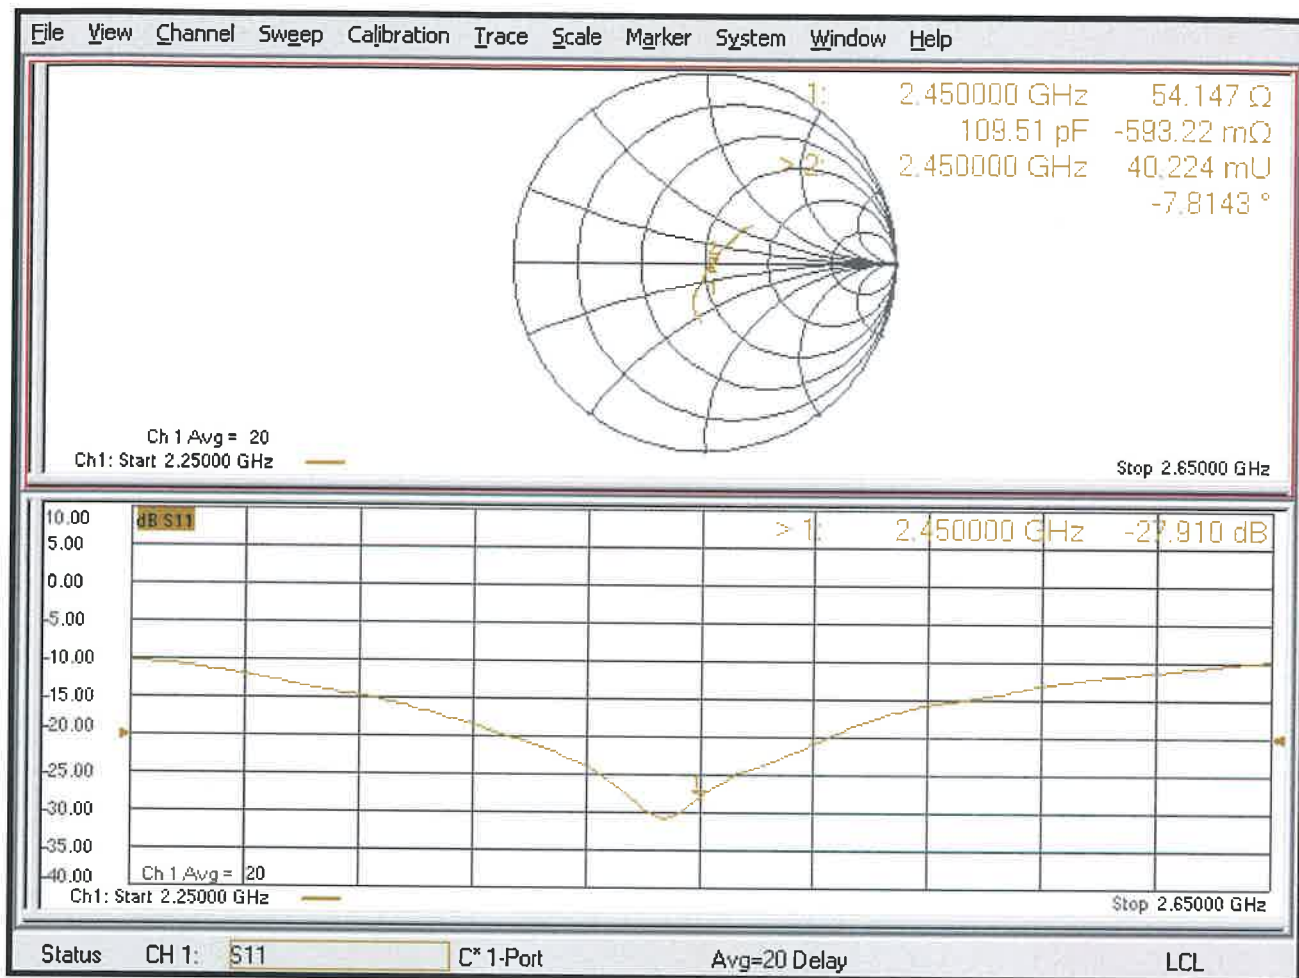 File View Channel Sweep Calibration Trace Scale Marker System Window Help
1: 2.450000 GHz 54.147 Ω
109.51 pF -593.22 mΩ
> 2: 2.450000 GHz 40.224 mU
-7.8143 °
Ch 1 Avg = 20
Ch1: Start 2.25000 GHz
Stop 2.65000 GHz
10.00
dB S11
> 1: 2.450000 GHz -27.910 dB
5.00
0.00
-5.00
-10.00
-15.00
-20.00
-25.00
1
-30.00
-35.00
-40.00
Ch 1 Avg = 20
Ch1: Start 2.25000 GHz
Stop 2.65000 GHz
Status CH 1: S11 C* 1-Port Avg=20 Delay LCL